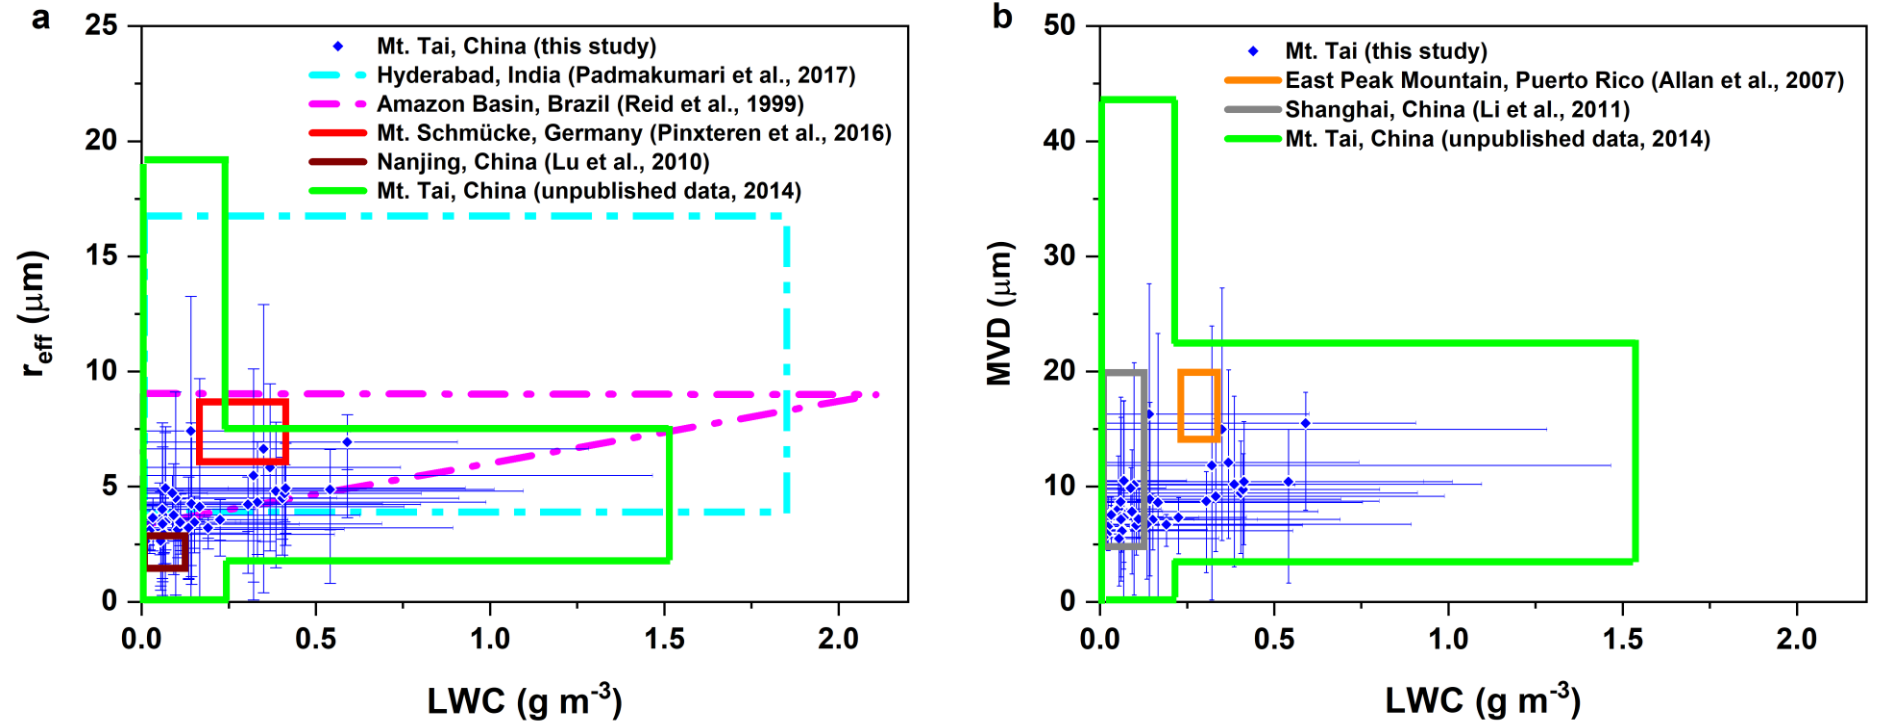 a
25
20
15
10
5
0
r_eff (μm)
Mt. Tai, China (this study)
Hyderabad, India (Padmakumari et al., 2017)
Amazon Basin, Brazil (Reid et al., 1999)
Mt. Schmücke, Germany (Pinxteren et al., 2016)
Nanjing, China (Lu et al., 2010)
Mt. Tai, China (unpublished data, 2014)
0.0 0.5 1.0 1.5 2.0
LWC (g m⁻³)
b
50
40
30
20
10
0
MVD (μm)
Mt. Tai (this study)
East Peak Mountain, Puerto Rico (Allan et al., 2007)
Shanghai, China (Li et al., 2011)
Mt. Tai, China (unpublished data, 2014)
0.0 0.5 1.0 1.5 2.0
LWC (g m⁻³)